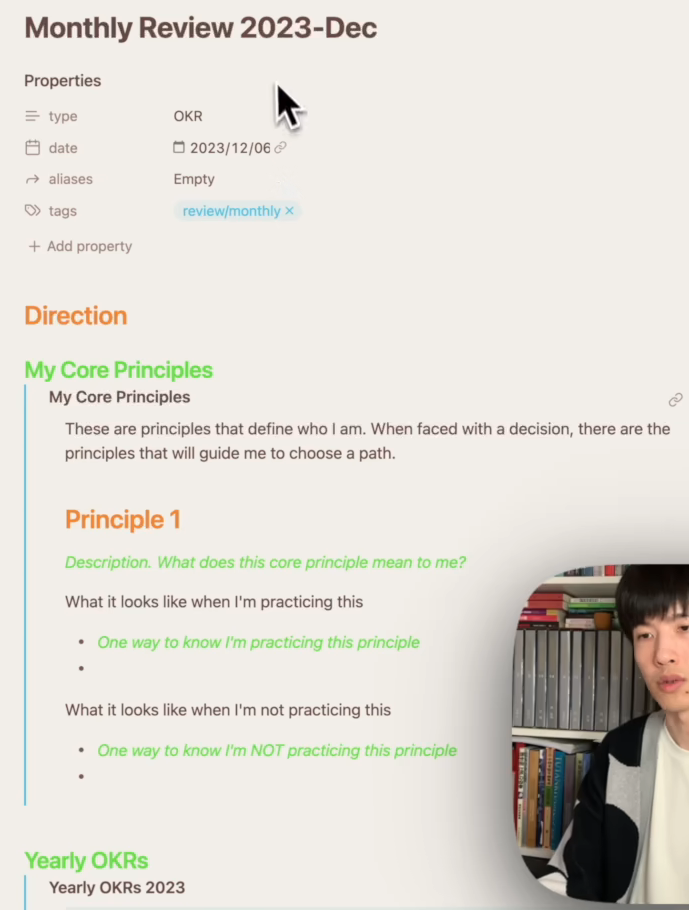 Monthly Review 2023-Dec
Properties
type OKR
date 2023/12/06
aliases Empty
tags review/monthly ×
+ Add property
Direction
My Core Principles
My Core Principles
These are principles that define who I am. When faced with a decision, there are the
principles that will guide me to choose a path.
Principle 1
Description. What does this core principle mean to me?
What it looks like when I'm practicing this
• One way to know I'm practicing this principle
•
What it looks like when I'm not practicing this
• One way to know I'm NOT practicing this principle
•
Yearly OKRs
Yearly OKRs 2023